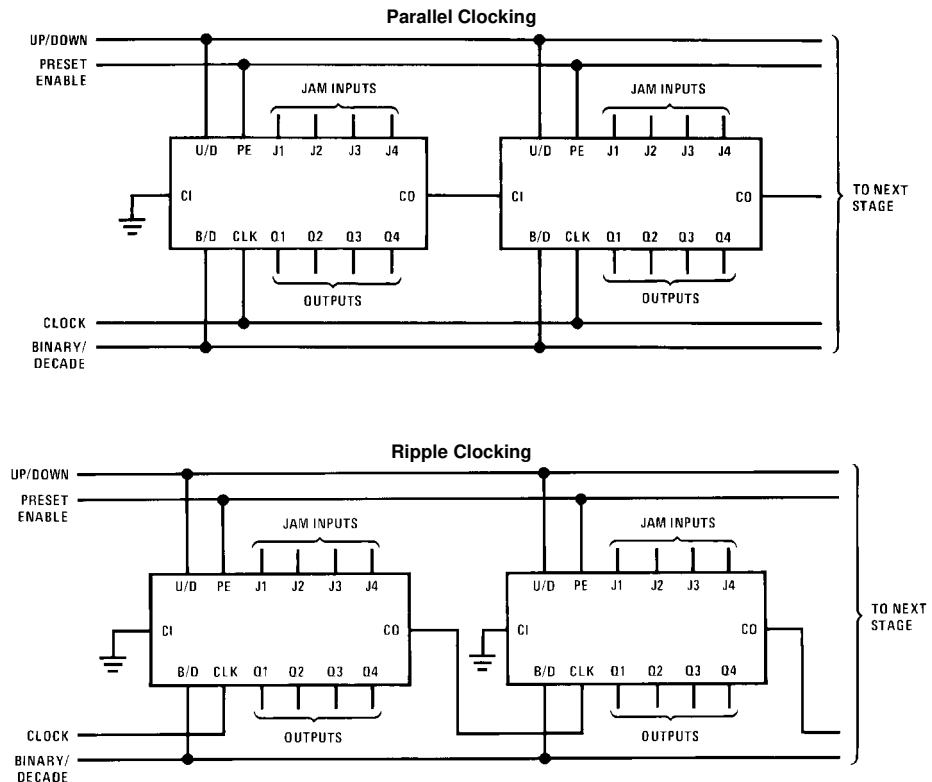 Parallel Clocking
UP/DOWN
PRESET
ENABLE
JAM INPUTS
JAM INPUTS
U/D PE J1 J2 J3 J4
U/D PE J1 J2 J3 J4
CI CO
CI CO
TO NEXT
STAGE
B/D CLK Q1 Q2 Q3 Q4
B/D CLK Q1 Q2 Q3 Q4
OUTPUTS
OUTPUTS
CLOCK
BINARY/
DECADE
Ripple Clocking
UP/DOWN
PRESET
ENABLE
JAM INPUTS
JAM INPUTS
U/D PE J1 J2 J3 J4
U/D PE J1 J2 J3 J4
CI CO
CI CO
TO NEXT
STAGE
B/D CLK Q1 Q2 Q3 Q4
B/D CLK Q1 Q2 Q3 Q4
OUTPUTS
OUTPUTS
CLOCK
BINARY/
DECADE